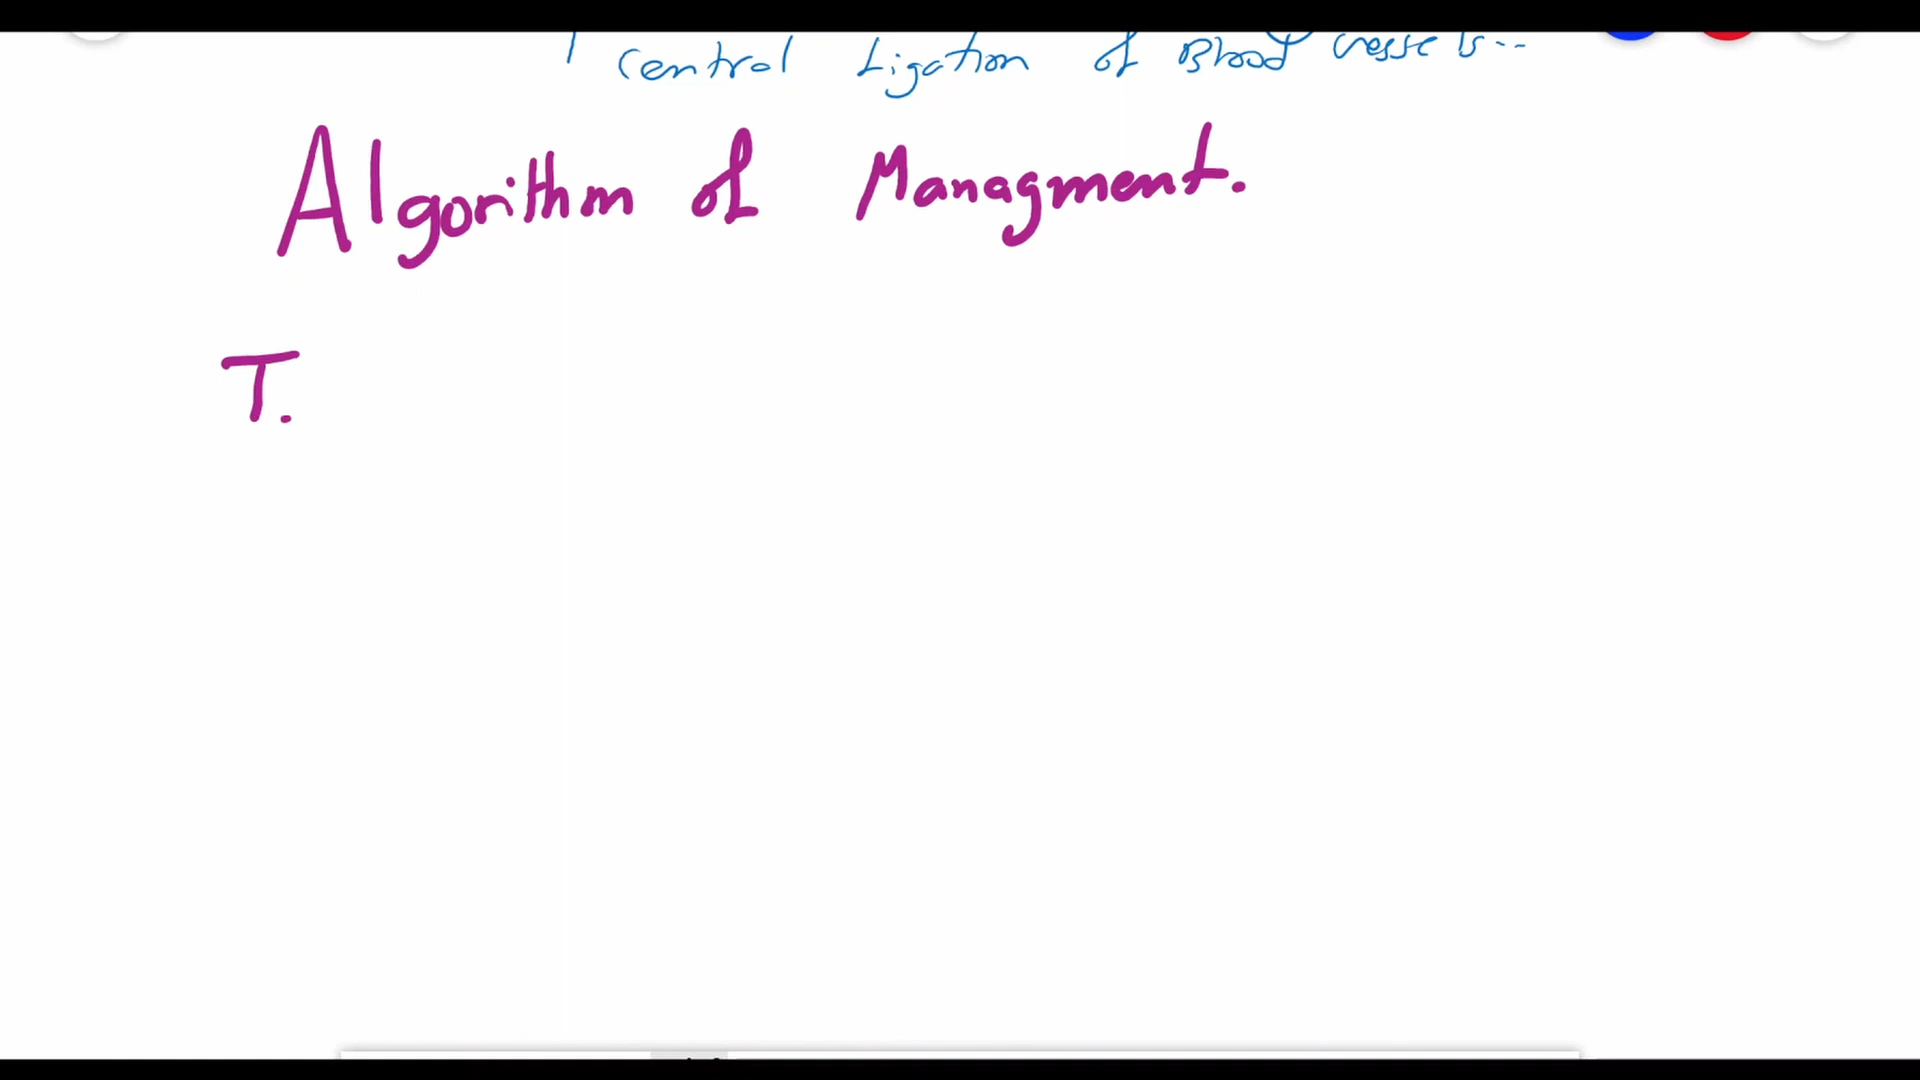 Central Ligation of Blood vessels...
Algorithm of Managment.
T.